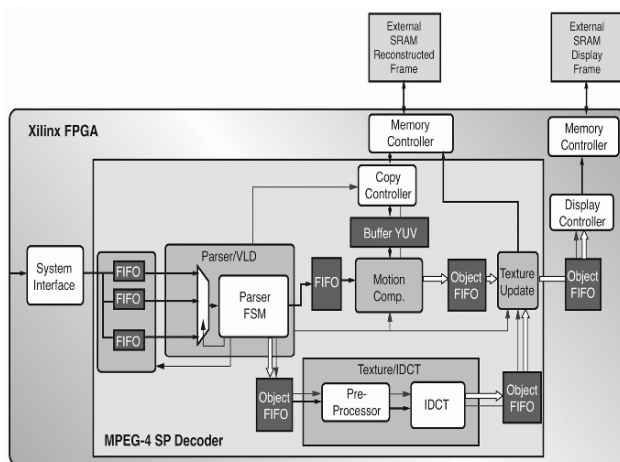 External
SRAM
Reconstructed
Frame
External
SRAM
Display
Frame
Xilinx FPGA
Memory
Controller
Memory
Controller
Copy
Controller
Display
Controller
Buffer YUV
Parser/VLD
System
Interface
FIFO
FIFO
FIFO
Parser
FSM
FIFO
Motion
Comp.
Object
FIFO
Texture
Update
Object
FIFO
Texture/IDCT
Object
FIFO
Pre-
Processor
IDCT
Object
FIFO
MPEG-4 SP Decoder